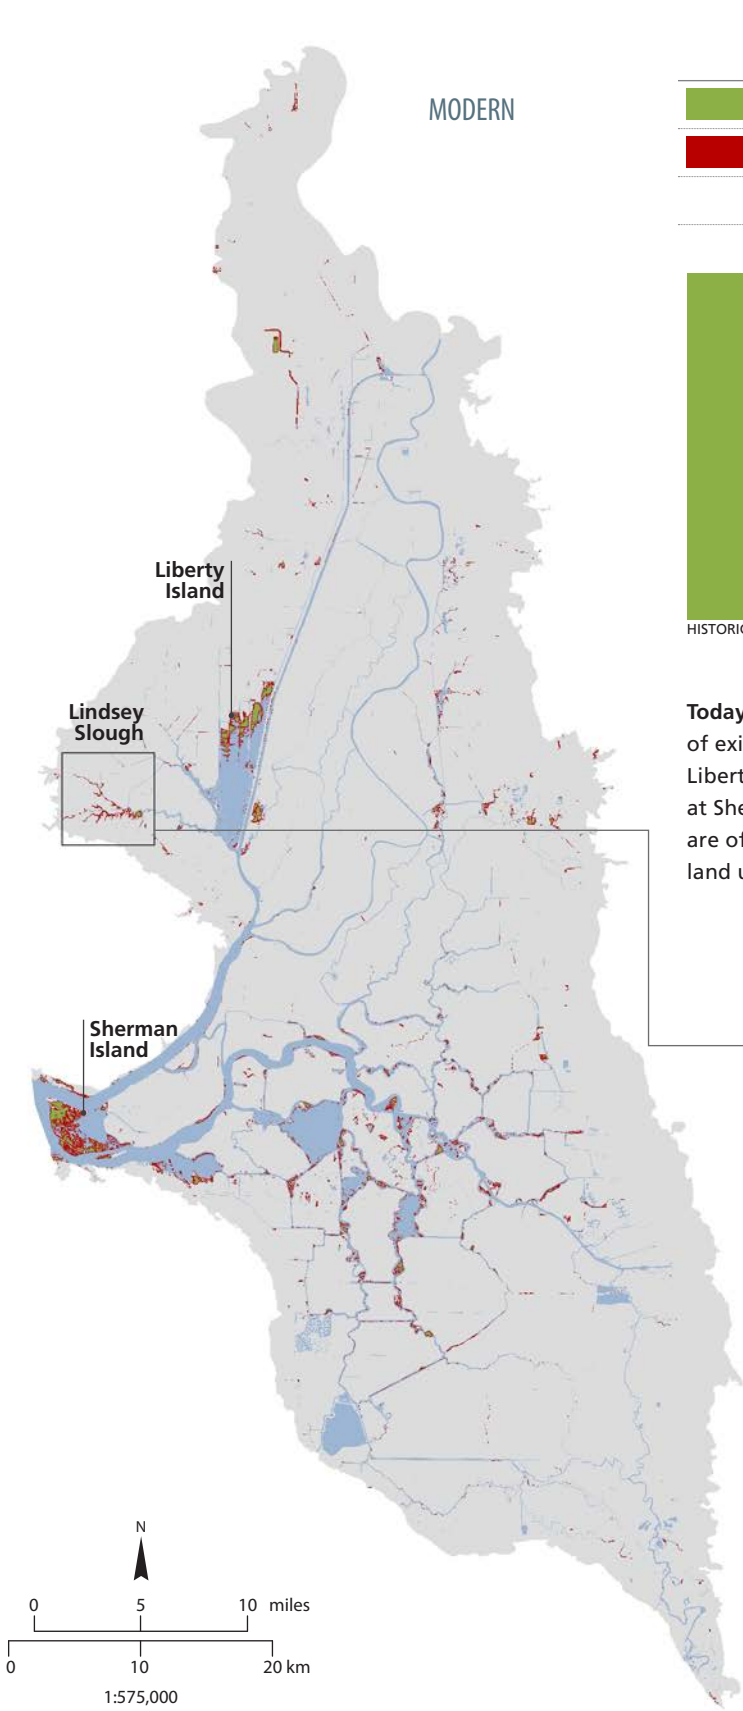 MODERN
Liberty
Island
HISTORIC
Lindsey
Slough
Today
of exi
Libert
at She
are of
land u
Sherman
Island
N
0 5 10 miles
0 10 20 km
1:575,000